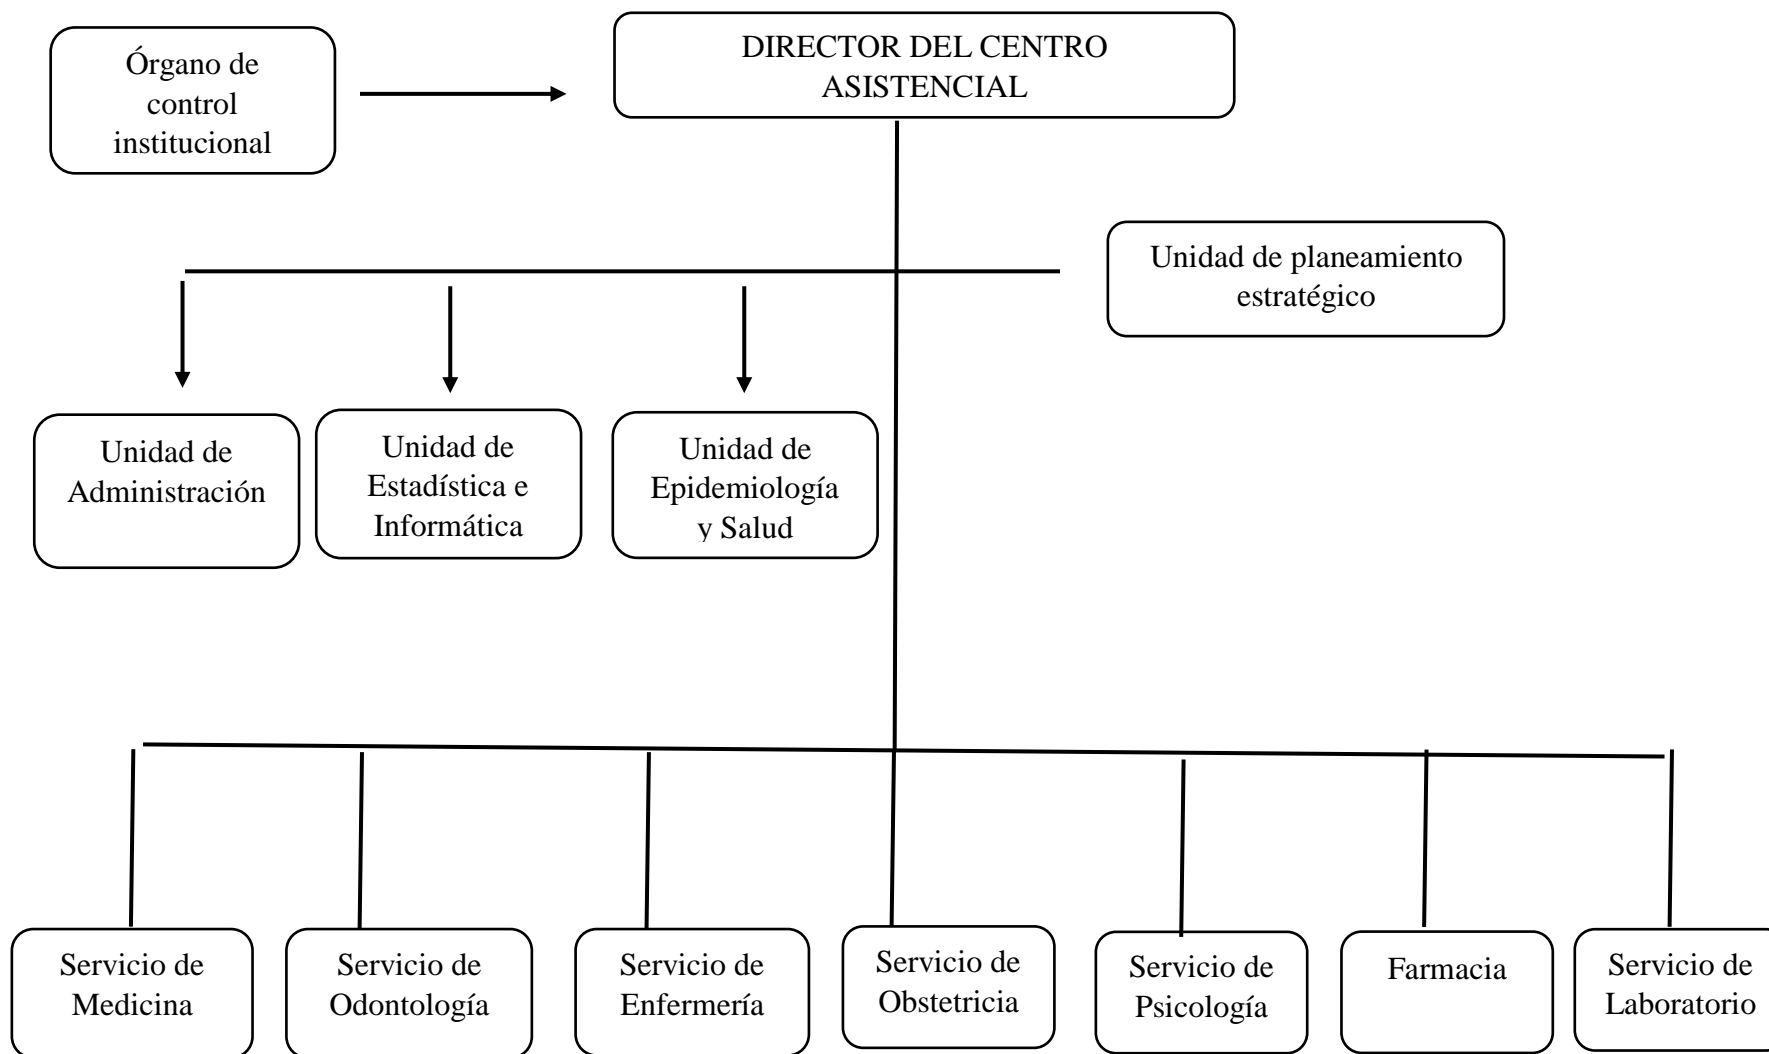 Órgano de
control
institucional
DIRECTOR DEL CENTRO
ASISTENCIAL
Unidad de planeamiento
estratégico
Unidad de
Administración
Unidad de
Estadística e
Informática
Unidad de
Epidemiología
y Salud
Servicio de
Medicina
Servicio de
Odontología
Servicio de
Enfermería
Servicio de
Obstetricia
Servicio de
Psicología
Farmacia
Servicio de
Laboratorio